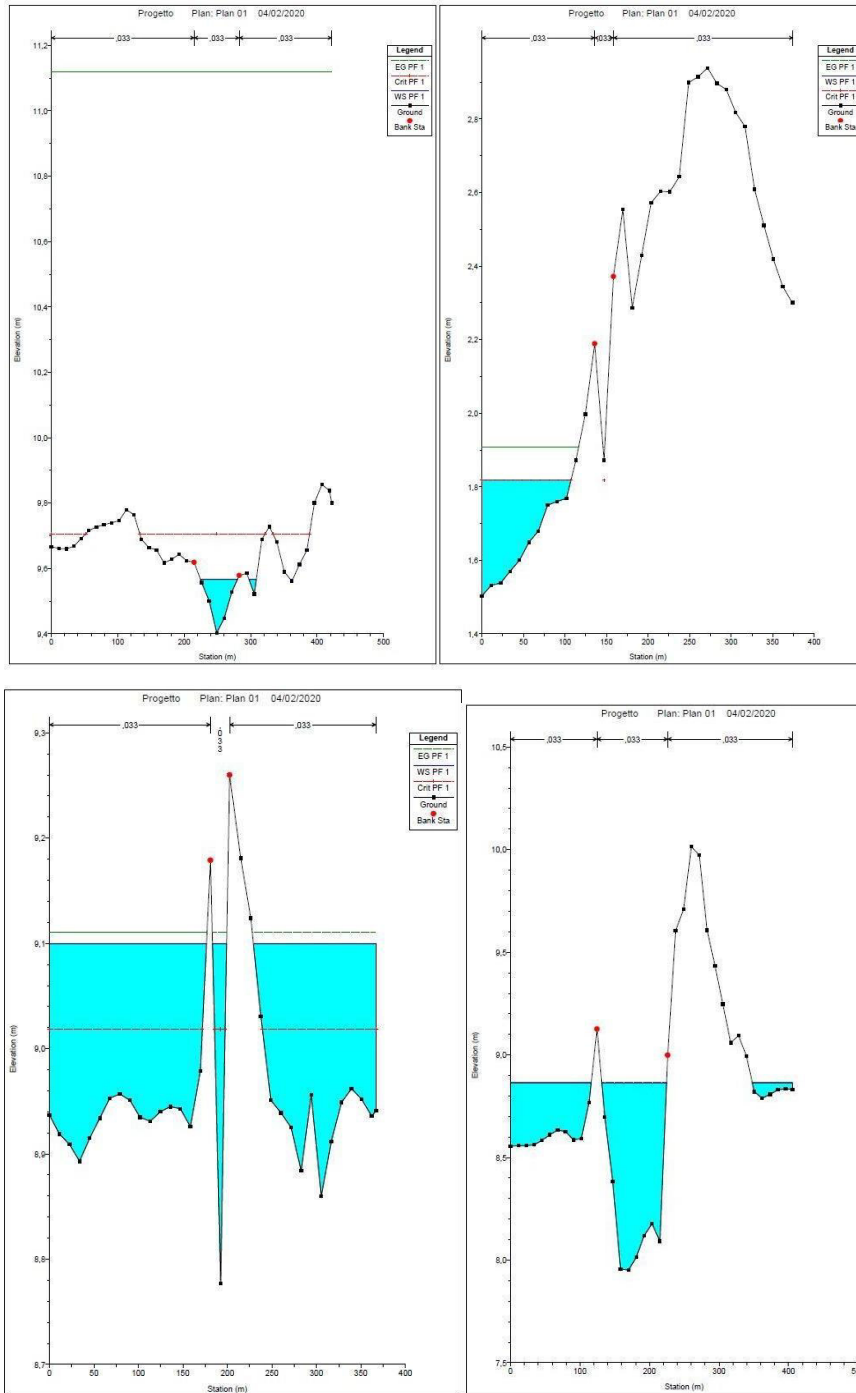 Progetto Plan: Plan 01 04/02/2020
,033 ,033 ,033
Legend
EG PF 1
Crit PF 1
WS PF 1
Ground
Bank Sta
Elevation (m)
11,2
11,0
10,8
10,6
10,4
10,2
10,0
9,8
9,6
9,4
0 100 200 300 400 500
Station (m)
Progetto Plan: Plan 01 04/02/2020
,033 ,033 ,033
Legend
EG PF 1
WS PF 1
Crit PF 1
Ground
Bank Sta
Elevation (m)
2,8
2,6
2,4
2,2
2,0
1,8
1,6
1,4
0 100 200 300 400
Station (m)
Progetto Plan: Plan 01 04/02/2020
,033 ,033 ,033
Legend
EG PF 1
WS PF 1
Crit PF 1
Ground
Bank Sta
Elevation (m)
9,3
9,2
9,1
9,0
8,9
8,8
8,7
0 50 100 150 200 250 300 350 400
Station (m)
Progetto Plan: Plan 01 04/02/2020
,033 ,033 ,033
Elevation (m)
10,5
10,0
9,5
9,0
8,5
8,0
7,5
0 100 200 300 400
Station (m)